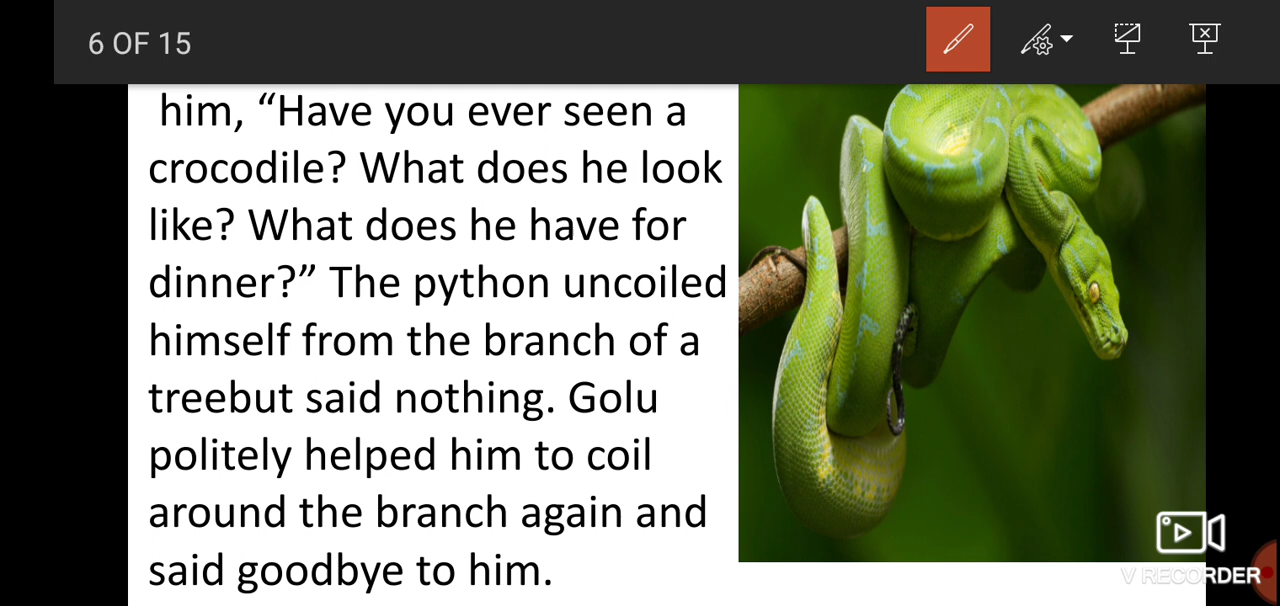 6 OF 15
him, “Have you ever seen a
crocodile? What does he look
like? What does he have for
dinner?” The python uncoiled
himself from the branch of a
treebut said nothing. Golu
politely helped him to coil
around the branch again and
said goodbye to him.
V RECORDER